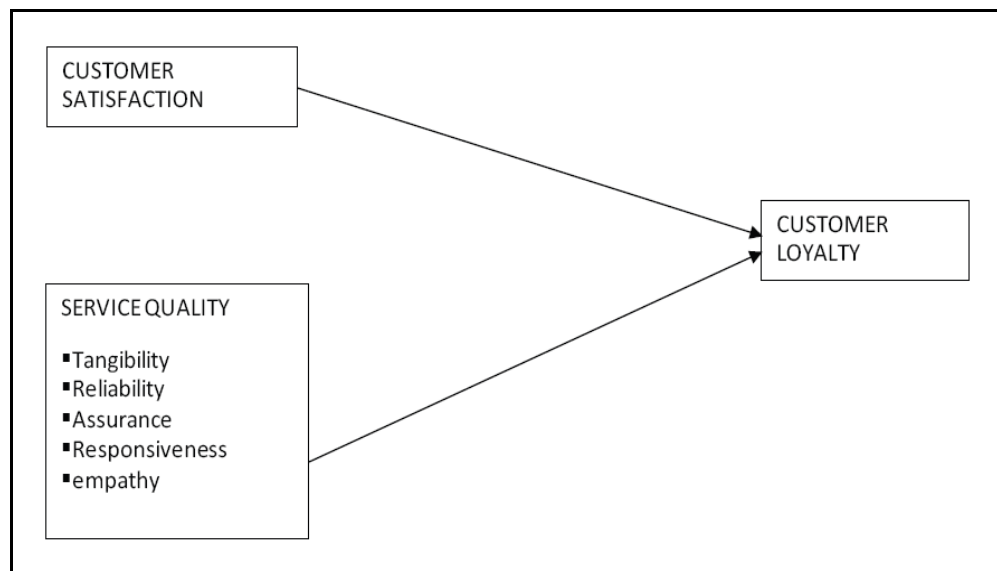 CUSTOMER
SATISFACTION
CUSTOMER
LOYALTY
SERVICE QUALITY
▪Tangibility
▪Reliability
▪Assurance
▪Responsiveness
▪empathy